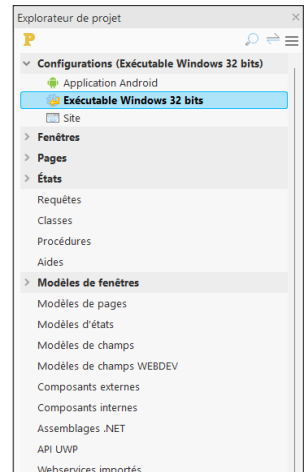 Explorateur de projet
P
Configurations (Exécutable Windows 32 bits)
Application Android
Exécutable Windows 32 bits
Site
Fenêtres
Pages
États
Requêtes
Classes
Procédures
Aides
Modèles de fenêtres
Modèles de pages
Modèles d'états
Modèles de champs
Modèles de champs WEBDEV
Composants externes
Composants internes
Assemblages .NET
API UWP
Webservices importés